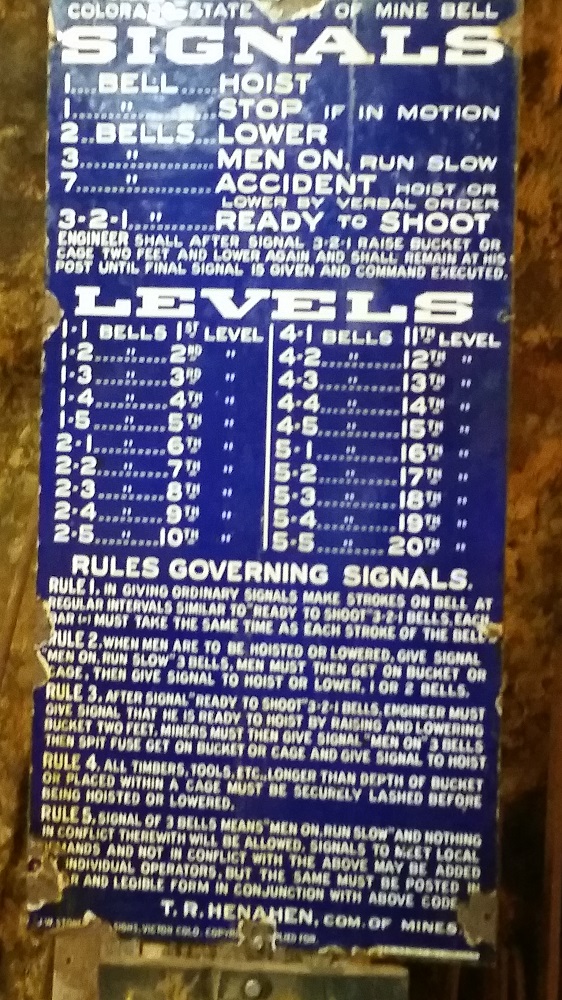 COLORADO STATE OF MINE BELL
SIGNALS
1....BELL.....HOIST
1......"........STOP IF IN MOTION
2..BELLS..LOWER
3......"........MEN ON. RUN SLOW
7......"........ACCIDENT HOIST OR
LOWER BY VERBAL ORDER
3-2-1..."......READY TO SHOOT
ENGINEER SHALL AFTER SIGNAL 3-2-1 RAISE BUCKET OR
CAGE TWO FEET AND LOWER AGAIN AND SHALL REMAIN AT HIS
POST UNTIL FINAL SIGNAL IS GIVEN AND COMMAND EXECUTED.
LEVELS
1-1 BELLS 1ST LEVEL
1-2......"......2ND "
1-3......"......3RD "
1-4......"......4TH "
1-5......"......5TH "
2-1......"......6TH "
2-2......"......7TH "
2-3......"......8TH "
2-4......"......9TH "
2-5......"......10TH "
4-1 BELLS 11TH LEVEL
4-2......"......12TH "
4-3......"......13TH "
4-4......"......14TH "
4-5......"......15TH "
5-1......"......16TH "
5-2......"......17TH "
5-3......"......18TH "
5-4......"......19TH "
5-5......"......20TH "
RULES GOVERNING SIGNALS.
RULE 1. IN GIVING ORDINARY SIGNALS MAKE STROKES ON BELL AT
REGULAR INTERVALS SIMILAR TO "READY TO SHOOT" 3-2-1 BELLS, EACH
BAR (-) MUST TAKE THE SAME TIME AS EACH STROKE OF THE BELL.
RULE 2. WHEN MEN ARE TO BE HOISTED OR LOWERED, GIVE SIGNAL
"MEN ON, RUN SLOW" 3 BELLS, MEN MUST THEN GET ON BUCKET OR
CAGE, THEN GIVE SIGNAL TO HOIST OR LOWER, 1 OR 2 BELLS.
RULE 3. AFTER SIGNAL "READY TO SHOOT" 3-2-1 BELLS, ENGINEER MUST
GIVE SIGNAL THAT HE IS READY TO HOIST BY RAISING AND LOWERING
BUCKET TWO FEET, MINERS MUST THEN GIVE SIGNAL "MEN ON" 3 BELLS
THEN SPIT FUSE GET ON BUCKET OR CAGE AND GIVE SIGNAL TO HOIST
RULE 4. ALL TIMBERS, TOOLS, ETC., LONGER THAN DEPTH OF BUCKET
OR PLACED WITHIN A CAGE MUST BE SECURELY LASHED BEFORE
BEING HOISTED OR LOWERED.
RULE 5. SIGNAL OF 3 BELLS MEANS "MEN ON, RUN SLOW" AND NOTHING
IN CONFLICT THEREWITH WILL BE ALLOWED, SIGNALS TO MEET LOCAL
ANDS AND NOT IN CONFLICT WITH THE ABOVE MAY BE ADDED
INDIVIDUAL OPERATORS, BUT THE SAME MUST BE POSTED IN
AND LEGIBLE FORM IN CONJUNCTION WITH ABOVE CODE
T. R. HENAHEN, COM. OF MINES.
VICTOR COLO.